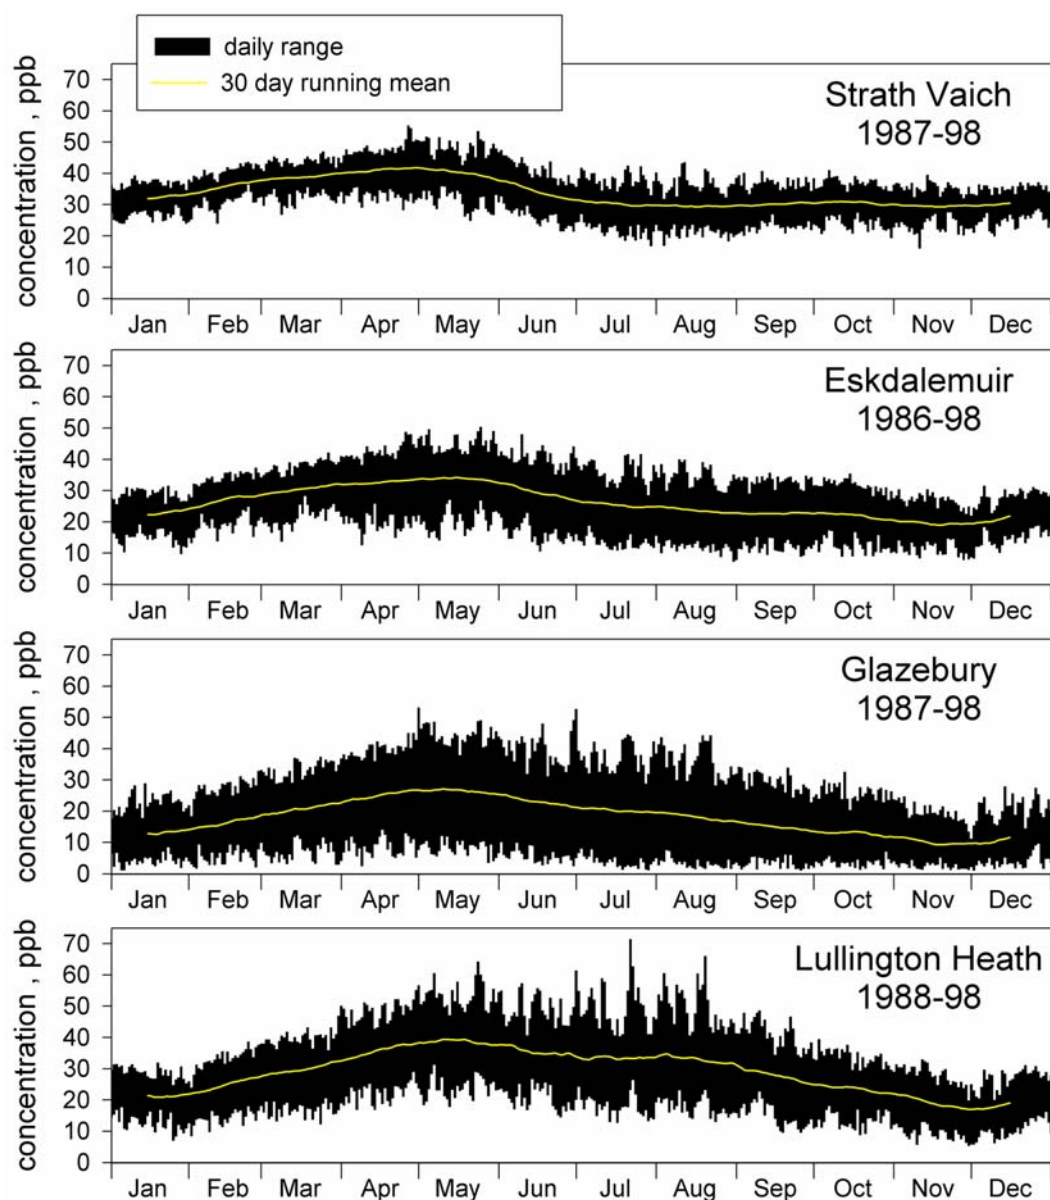 daily range
30 day running mean
concentration , ppb
70
60
50
40
30
20
10
0
Strath Vaich
1987-98
Jan Feb Mar Apr May Jun Jul Aug Sep Oct Nov Dec
concentration , ppb
70
60
50
40
30
20
10
0
Eskdalemuir
1986-98
Jan Feb Mar Apr May Jun Jul Aug Sep Oct Nov Dec
concentration , ppb
70
60
50
40
30
20
10
0
Glazebury
1987-98
Jan Feb Mar Apr May Jun Jul Aug Sep Oct Nov Dec
concentration , ppb
70
60
50
40
30
20
10
0
Lullington Heath
1988-98
Jan Feb Mar Apr May Jun Jul Aug Sep Oct Nov Dec